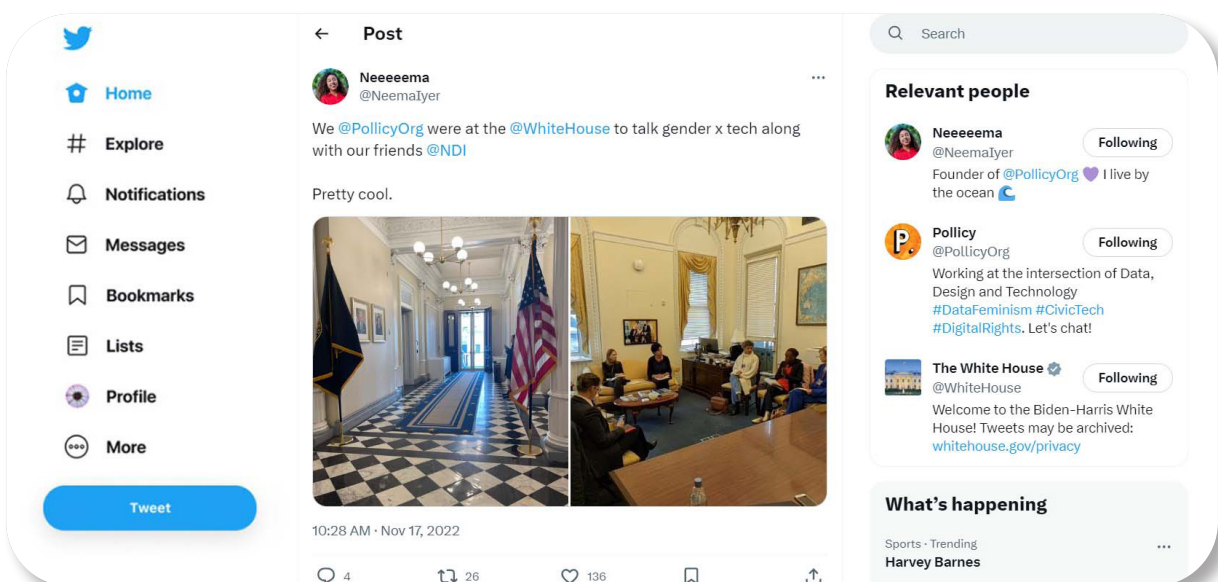 Home
Explore
Notifications
Messages
Bookmarks
Lists
Profile
More
Tweet
Post
Neeeeema
@NeemaIyer
We @PollicyOrg were at the @WhiteHouse to talk gender x tech along
with our friends @NDI
Pretty cool.
10:28 AM · Nov 17, 2022
4
26
136
Search
Relevant people
Neeeeema
@NeemaIyer
Following
Founder of @PollicyOrg 💜 I live by
the ocean 🌊
P.
Pollicy
@PollicyOrg
Following
Working at the intersection of Data,
Design and Technology
#DataFeminism #CivicTech
#DigitalRights. Let's chat!
The White House
@WhiteHouse
Following
Welcome to the Biden-Harris White
House! Tweets may be archived:
whitehouse.gov/privacy
What’s happening
Sports · Trending
Harvey Barnes